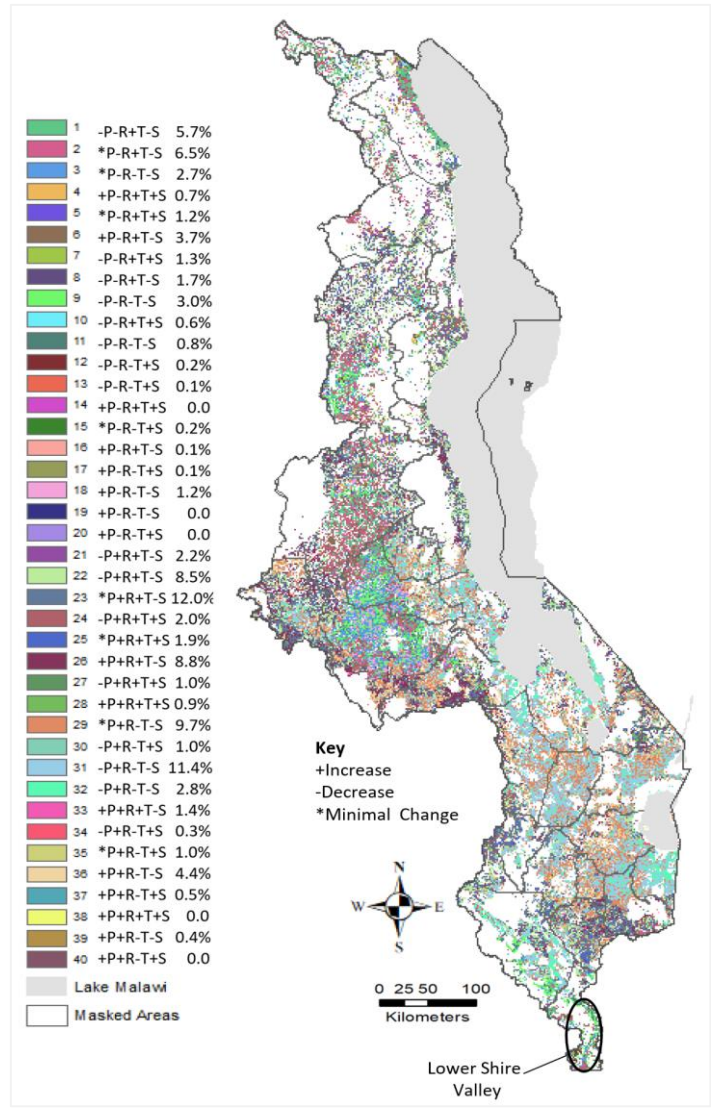 1 -P-R+T-S 5.7%
2 *P-R+T-S 6.5%
3 *P-R-T-S 2.7%
4 +P-R+T+S 0.7%
5 *P-R+T+S 1.2%
6 +P-R+T-S 3.7%
7 -P-R+T+S 1.3%
8 -P-R+T-S 1.7%
9 -P-R-T-S 3.0%
10 -P-R+T+S 0.6%
11 -P-R-T-S 0.8%
12 -P-R-T+S 0.2%
13 -P-R-T+S 0.1%
14 +P-R+T+S 0.0
15 *P-R-T+S 0.2%
16 +P-R+T-S 0.1%
17 +P-R-T+S 0.1%
18 +P-R-T-S 1.2%
19 +P-R-T-S 0.0
20 +P-R-T+S 0.0
21 -P+R+T-S 2.2%
22 -P+R+T-S 8.5%
23 *P+R+T-S 12.0%
24 -P+R+T+S 2.0%
25 *P+R+T+S 1.9%
26 +P+R+T-S 8.8%
27 -P+R+T+S 1.0%
28 +P+R+T+S 0.9%
29 *P+R-T-S 9.7%
30 -P+R-T+S 1.0%
31 -P+R-T-S 11.4%
32 -P+R-T-S 2.8%
33 +P+R+T-S 1.4%
34 -P+R-T+S 0.3%
35 *P+R-T+S 1.0%
36 +P+R-T-S 4.4%
37 +P+R-T+S 0.5%
38 +P+R+T+S 0.0
39 +P+R-T-S 0.4%
40 +P+R-T+S 0.0
Lake Malawi
Masked Areas
Key
+Increase
-Decrease
*Minimal Change
N
W E
S
0 25 50 100
Kilometers
Lower Shire
Valley